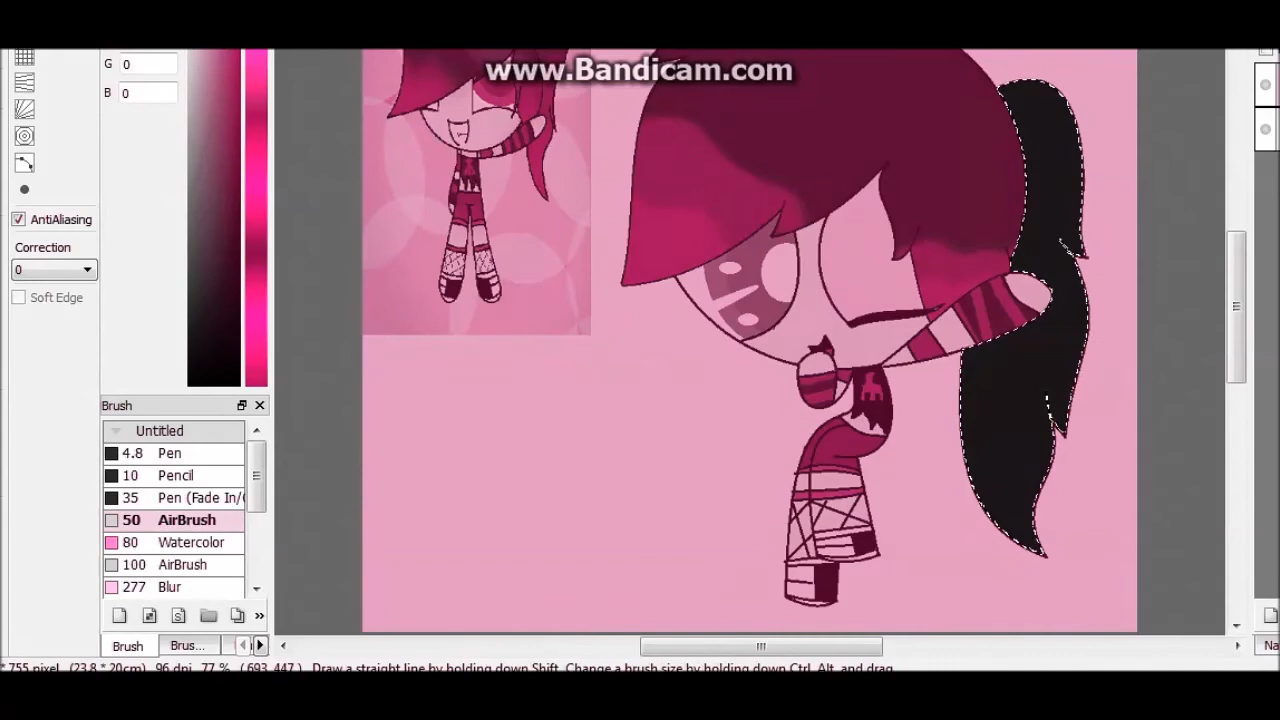 www.Bandicam.com
G 0
B 0
AntiAliasing
Correction
0
Soft Edge
Brush
Untitled
4.8 Pen
10 Pencil
35 Pen (Fade In/
50 AirBrush
80 Watercolor
100 AirBrush
277 Blur
Brush
Brus...
Na
*755 pixel (23.8 * 20cm) 96 dpi 77 % (693,447) Draw a straight line by holding down Shift, Change a brush size by holding down Ctrl, Alt, and drag